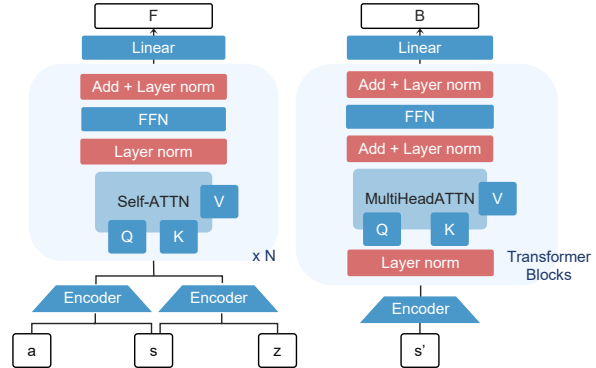 F
Linear
Add + Layer norm
FFN
Layer norm
Self-ATTN
V
Q
K
x N
Encoder
Encoder
a
s
z
B
Linear
Add + Layer norm
FFN
Add + Layer norm
MultiHeadATTN
V
Q
K
Layer norm
Transformer
Blocks
Encoder
s'